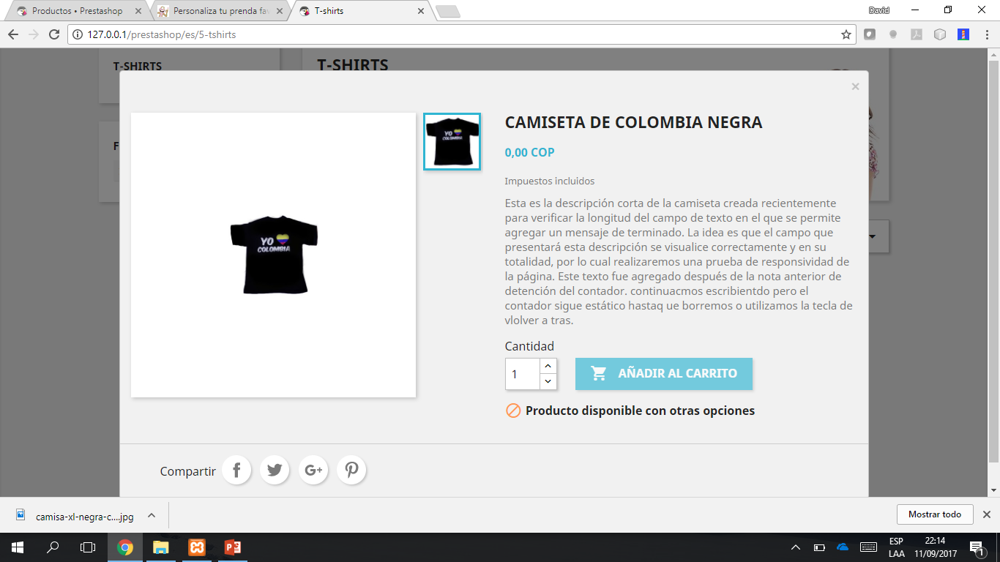 Productos • Prestashop
Personaliza tu prenda fav
T-shirts
David
127.0.0.1/prestashop/es/5-tshirts
T-SHIRTS
T-SHIRTS
F
×
CAMISETA DE COLOMBIA NEGRA
0,00 COP
Impuestos incluidos
Esta es la descripción corta de la camiseta creada recientemente
para verificar la longitud del campo de texto en el que se permite
agregar un mensaje de terminado. La idea es que el campo que
presentará esta descripción se visualice correctamente y en su
totalidad, por lo cual realizaremos una prueba de responsividad de
la página. Este texto fue agregado después de la nota anterior de
detención del contador. continuacmos escribientdo pero el
contador sigue estático hastaq ue borremos o utilizamos la tecla de
vlolver a tras.
YO
COLOMBIA
YO
COLOMBIA
Cantidad
1
AÑADIR AL CARRITO
Producto disponible con otras opciones
Compartir
camisa-xl-negra-c....jpg
Mostrar todo
ESP
LAA
22:14
11/09/2017
1